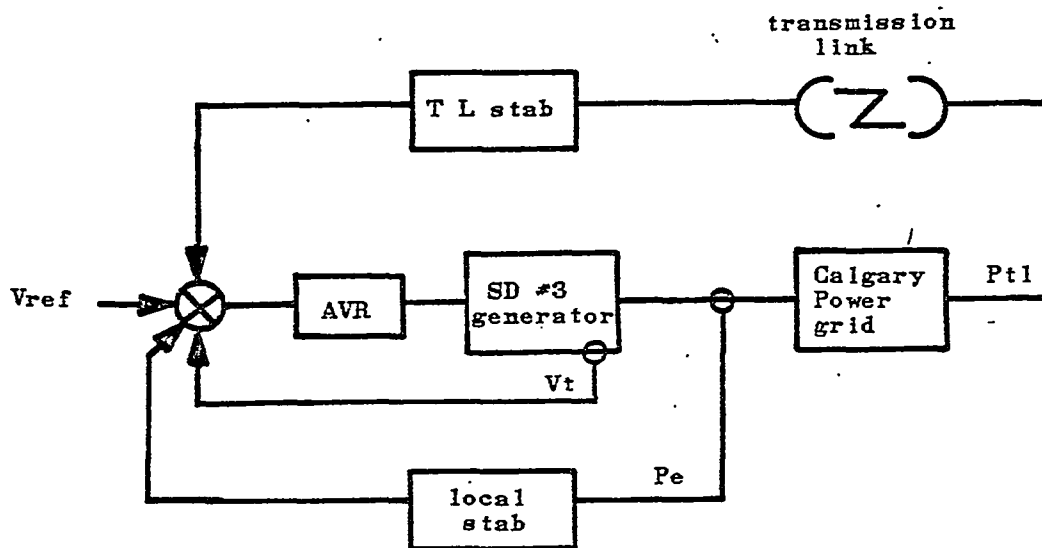 transmission
link
T L stab
Vref
AVR
SD #3
generator
Vt
Calgary
Power
grid
Ptl
Pe
local
stab